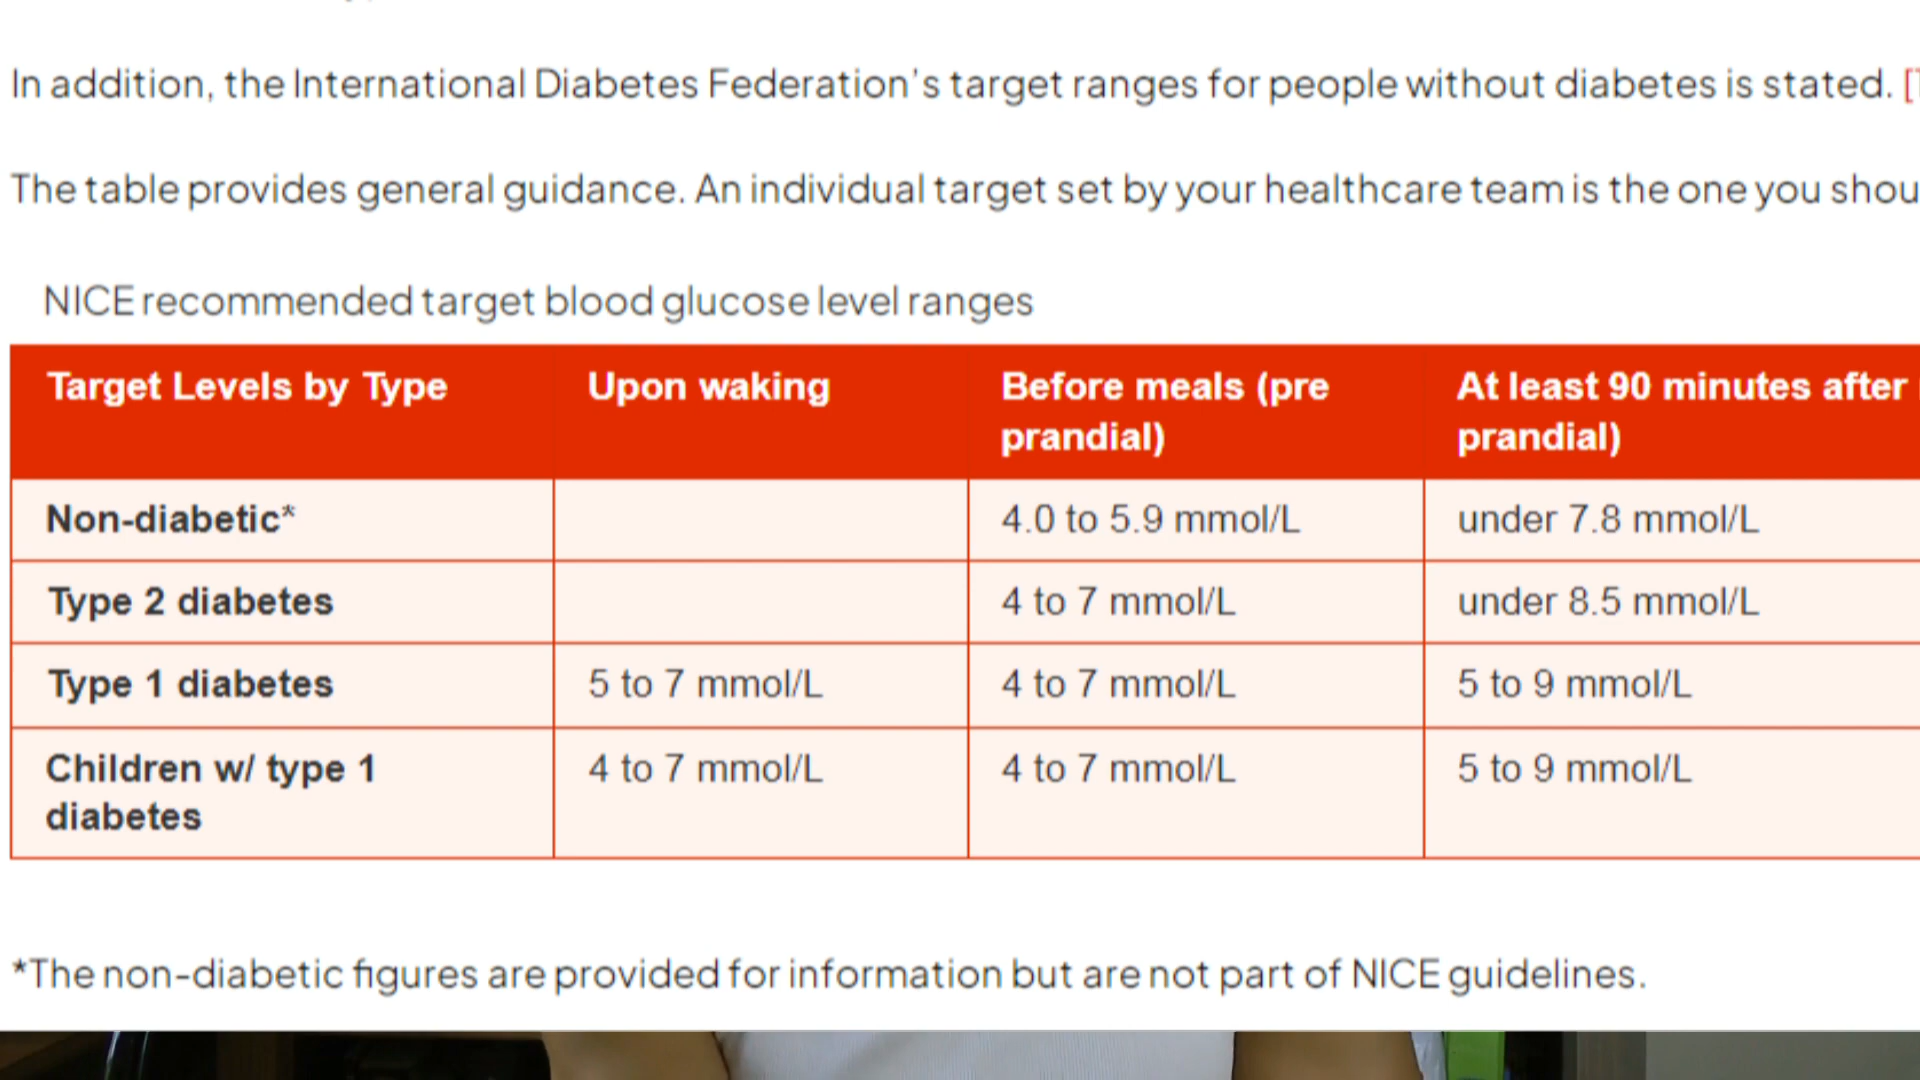 In addition, the International Diabetes Federation's target ranges for people without diabetes is stated. [
The table provides general guidance. An individual target set by your healthcare team is the one you
NICE recommended target blood glucose level ranges
Target Levels by Type Upon waking Before meals (pre prandial) At least 90 minutes after prandial)
Non-diabetic* 4.0 to 5.9 mmol/L under 7.8 mmol/L
Type 2 diabetes 4 to 7 mmol/L under 8.5 mmol/L
Type 1 diabetes 5 to 7 mmol/L 4 to 7 mmol/L 5 to 9 mmol/L
Children w/ type 1 diabetes 4 to 7 mmol/L 4 to 7 mmol/L 5 to 9 mmol/L
*The non-diabetic figures are provided for information but are not part of NICE guidelines.